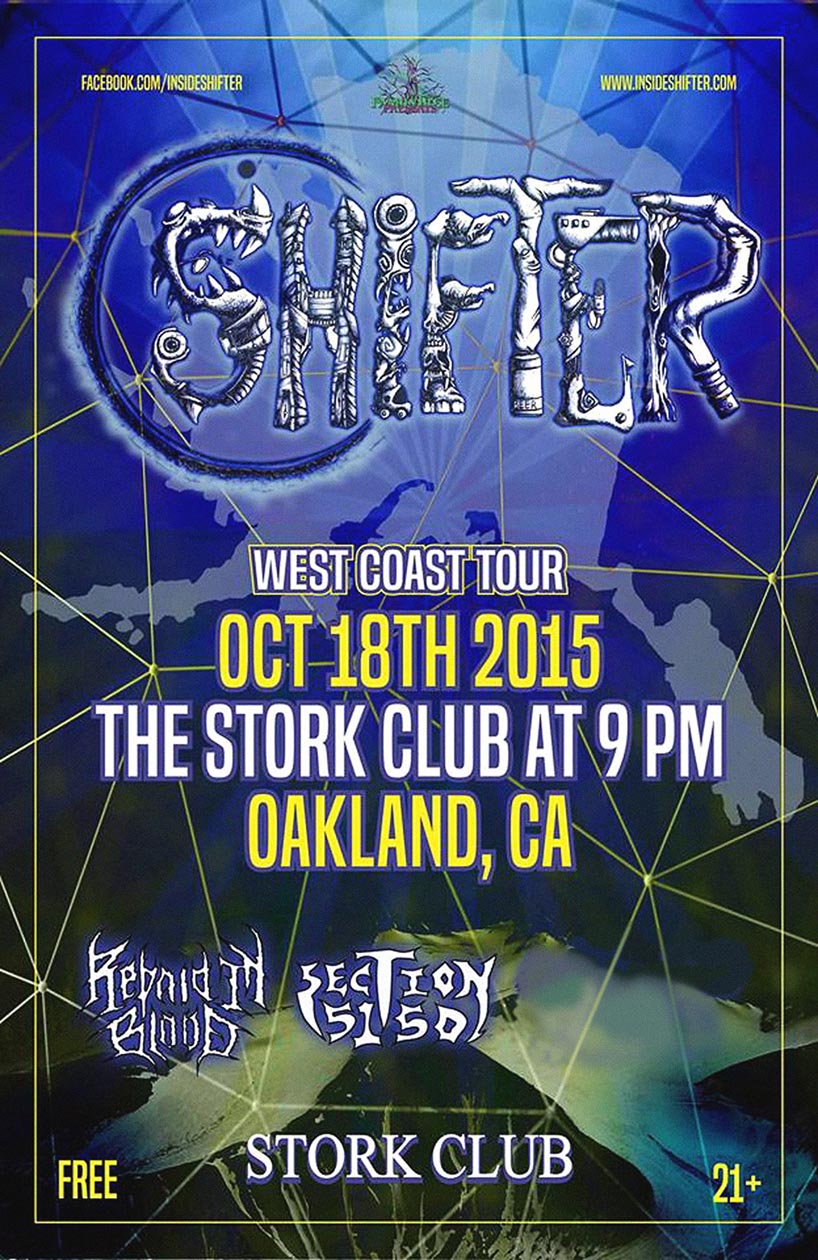 FACEBOOK.COM/INSIDESHIFTER
PRESENTS
WWW.INSIDESHIFTER.COM
SHIFTER
BEER
WEST COAST TOUR
OCT 18TH 2015
THE STORK CLUB AT 9 PM
OAKLAND, CA
IN
BLOOD
SECTION
5150
STORK CLUB
FREE
21+